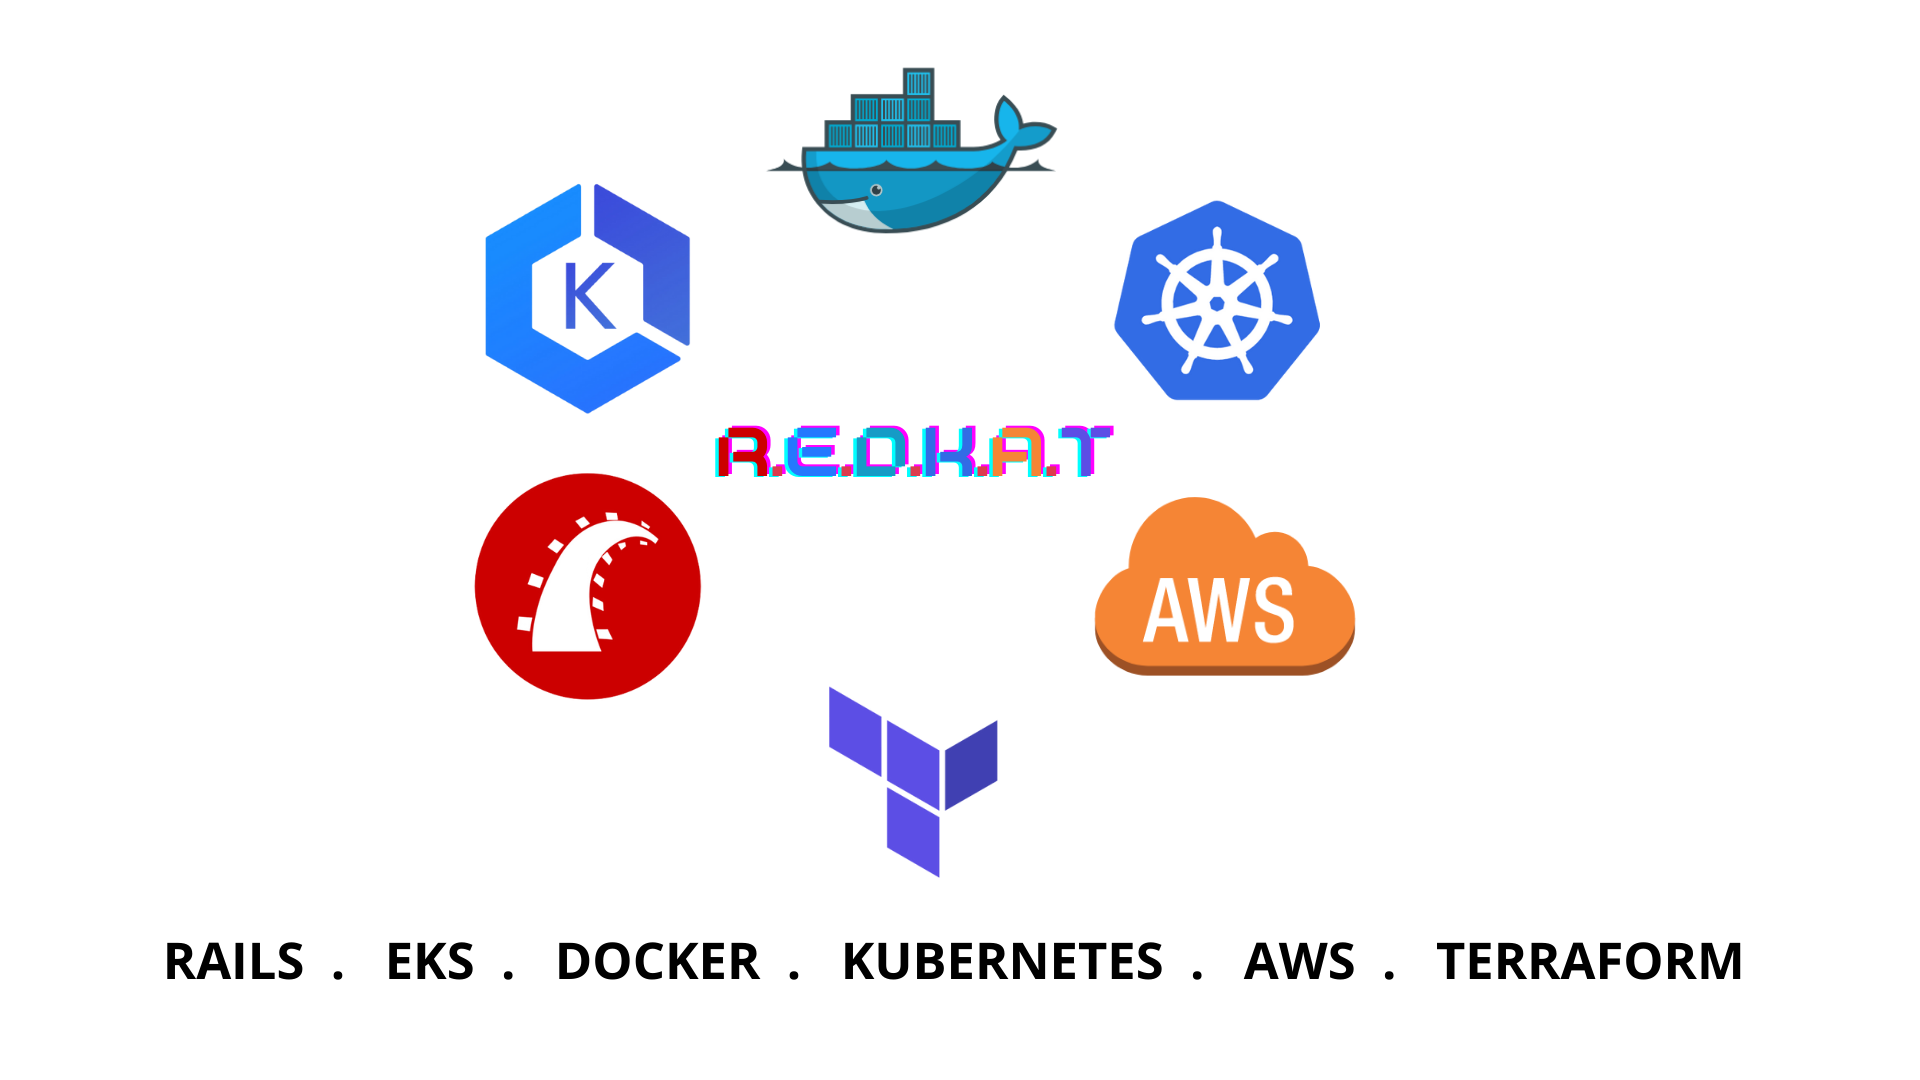 K
R.E.D.K.A.T
AWS
RAILS . EKS . DOCKER . KUBERNETES . AWS . TERRAFORM